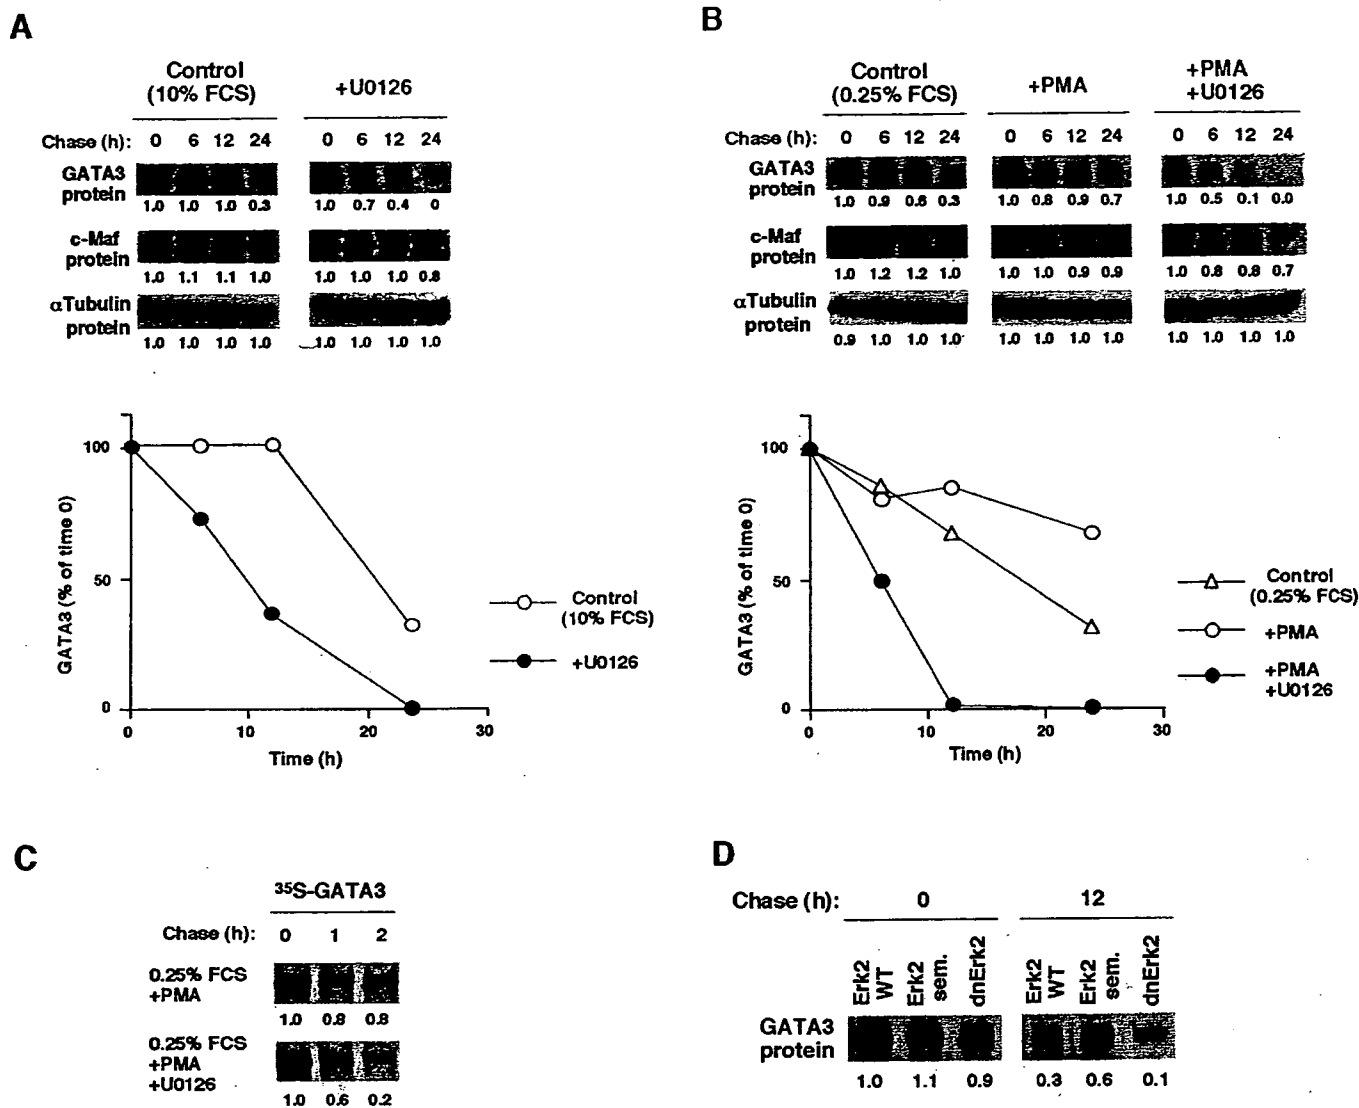 A
Control
(10% FCS)
+U0126
Chase (h): 0 6 12 24 0 6 12 24
GATA3
protein
1.0 1.0 1.0 0.3 1.0 0.7 0.4 0
c-Maf
protein
1.0 1.1 1.1 1.0 1.0 1.0 1.0 0.8
αTubulin
protein
1.0 1.0 1.0 1.0 1.0 1.0 1.0 1.0
GATA3 (% of time 0)
100
50
0
0 10 20 30
Time (h)
Control
(10% FCS)
+U0126
B
Control
(0.25% FCS)
+PMA
+PMA
+U0126
Chase (h): 0 6 12 24 0 6 12 24 0 6 12 24
GATA3
protein
1.0 0.9 0.6 0.3 1.0 0.8 0.9 0.7 1.0 0.5 0.1 0.0
c-Maf
protein
1.0 1.2 1.2 1.0 1.0 1.0 0.9 0.9 1.0 0.8 0.8 0.7
αTubulin
protein
0.9 1.0 1.0 1.0 1.0 1.0 1.0 1.0 1.0 1.0 1.0 1.0
GATA3 (% of time 0)
100
50
0
0 10 20 30
Time (h)
Control
(0.25% FCS)
+PMA
+PMA
+U0126
C
35S-GATA3
Chase (h): 0 1 2
0.25% FCS
+PMA
1.0 0.8 0.8
0.25% FCS
+PMA
+U0126
1.0 0.6 0.2
D
Chase (h): 0 12
Erk2 WT
Erk2 sem.
dnErk2
Erk2 WT
Erk2 sem.
dnErk2
GATA3
protein
1.0 1.1 0.9 0.3 0.6 0.1